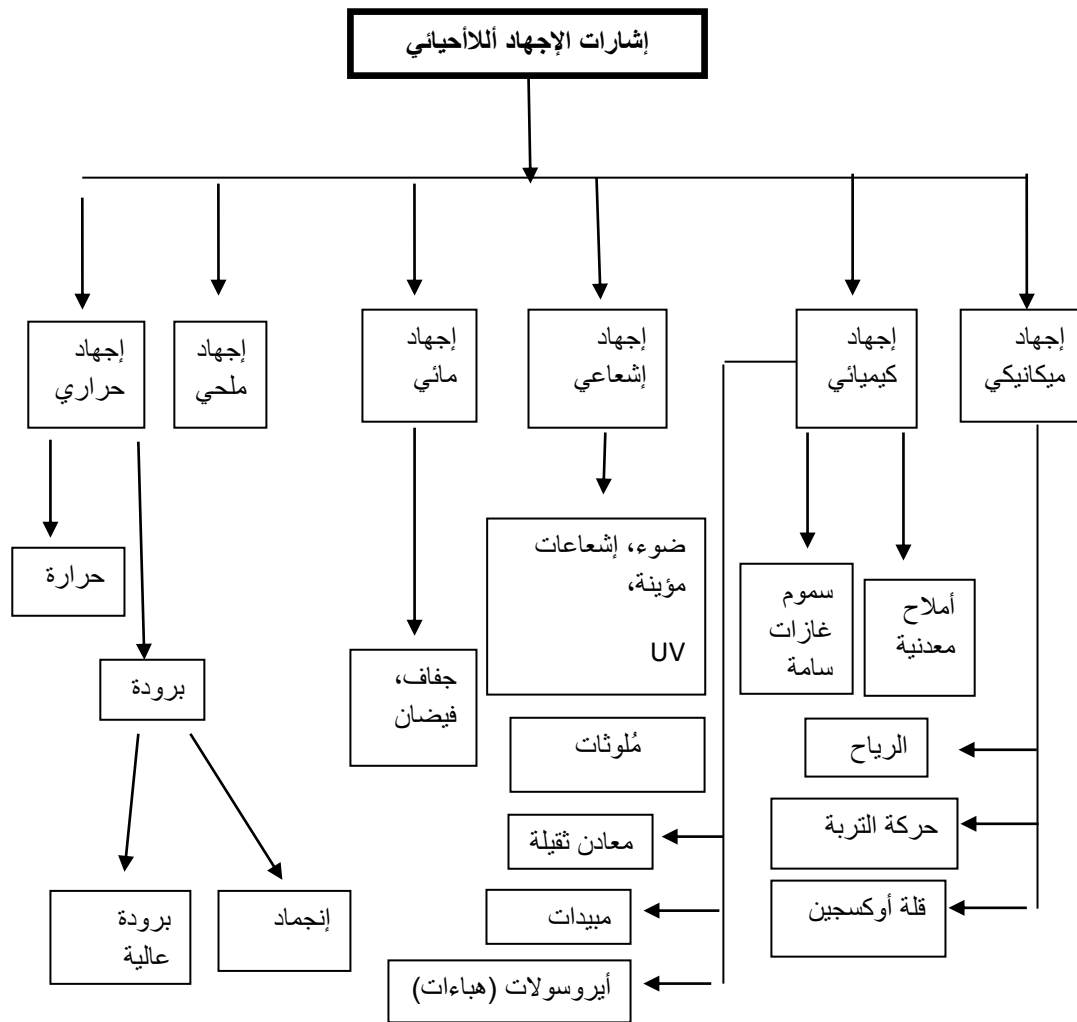 إشارات الإجهاد أللاأحيائي
إجهاد
ميكانيكي
إجهاد
كيميائي
إجهاد
إشعاعي
إجهاد
مائي
إجهاد
ملحي
إجهاد
حراري
أملاح
معدنية
سموم
غازات
سامة
ضوء، إشعاعات
مؤينة،
UV
جفاف،
فيضان
حرارة
برودة
مُلوثات
الرياح
حركة التربة
قلة أوكسجين
معادن ثقيلة
مبيدات
أيروسولات (هباءات)
إنجماد
برودة
عالية